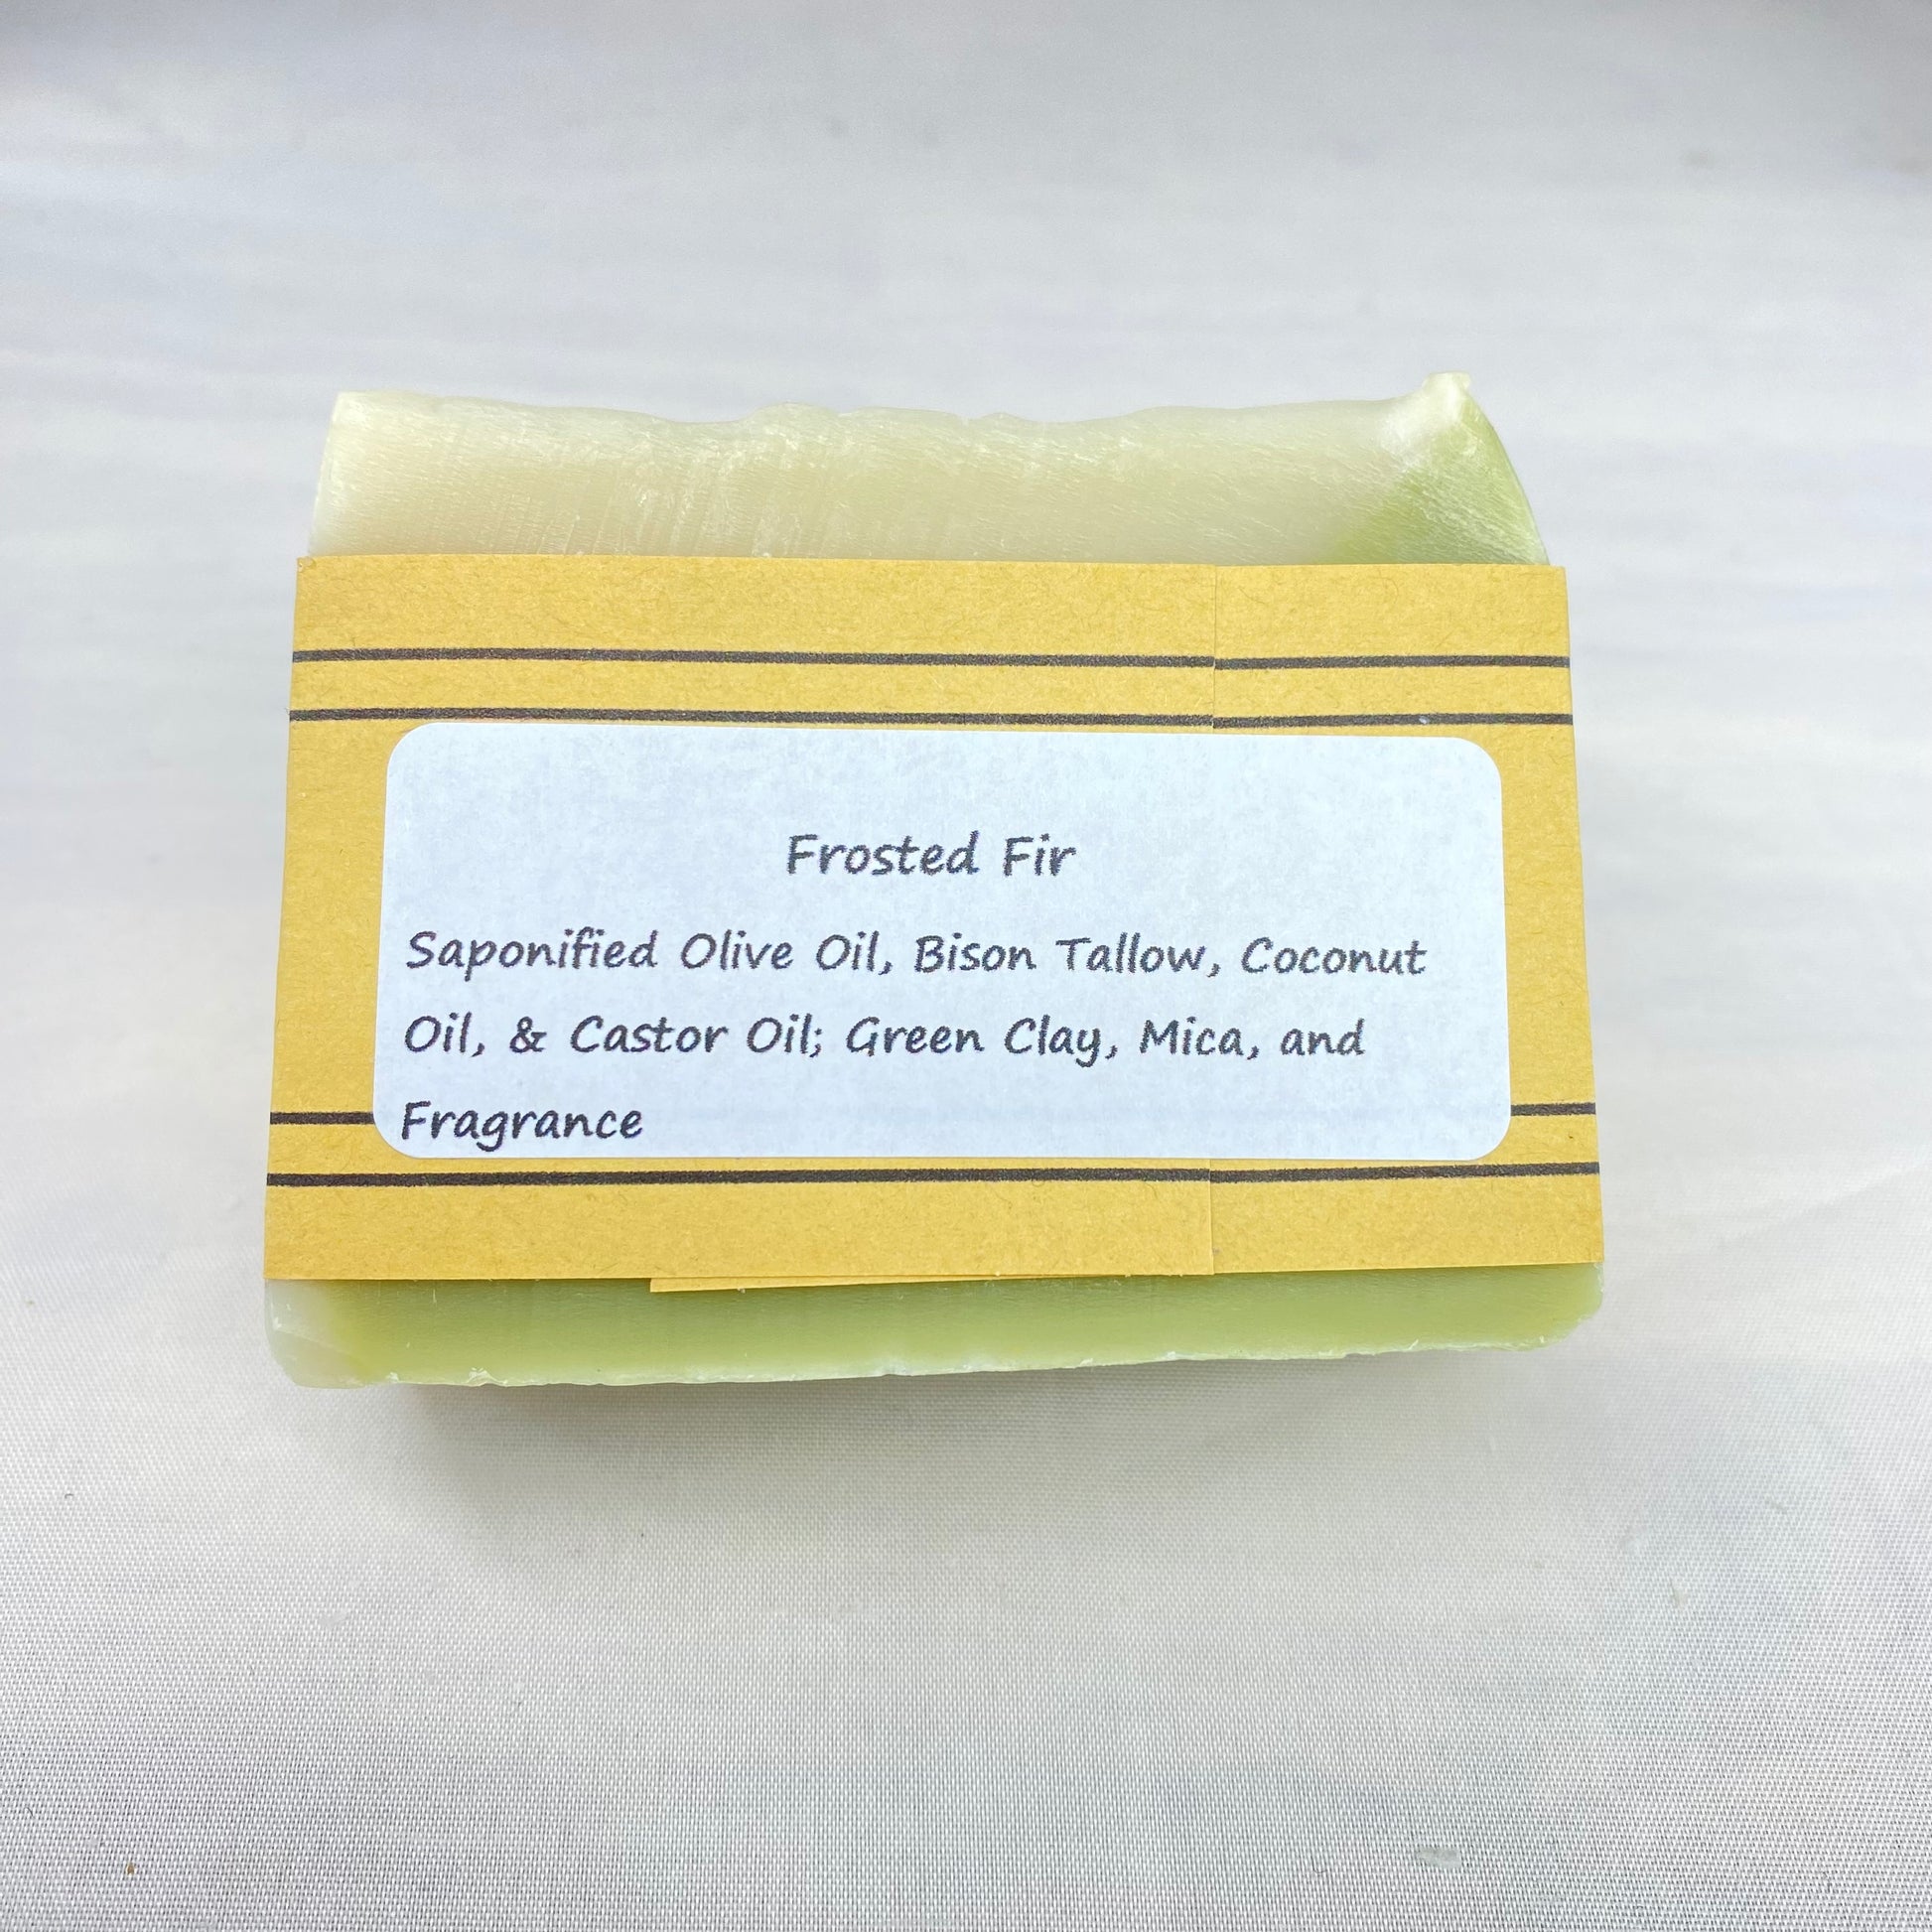 Frosted Fir
Saponified Olive Oil, Bison Tallow, Coconut
Oil, & Castor Oil; Green Clay, Mica, and
Fragrance